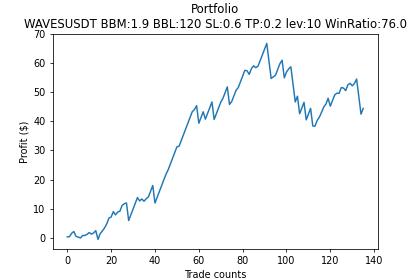 Portfolio
WAVESUSDT BBM:1.9 BBL:120 SL:0.6 TP:0.2 lev:10 WinRatio:76.0
70
60
50
40
30
20
10
0
Profit ($)
0 20 40 60 80 100 120 140
Trade counts